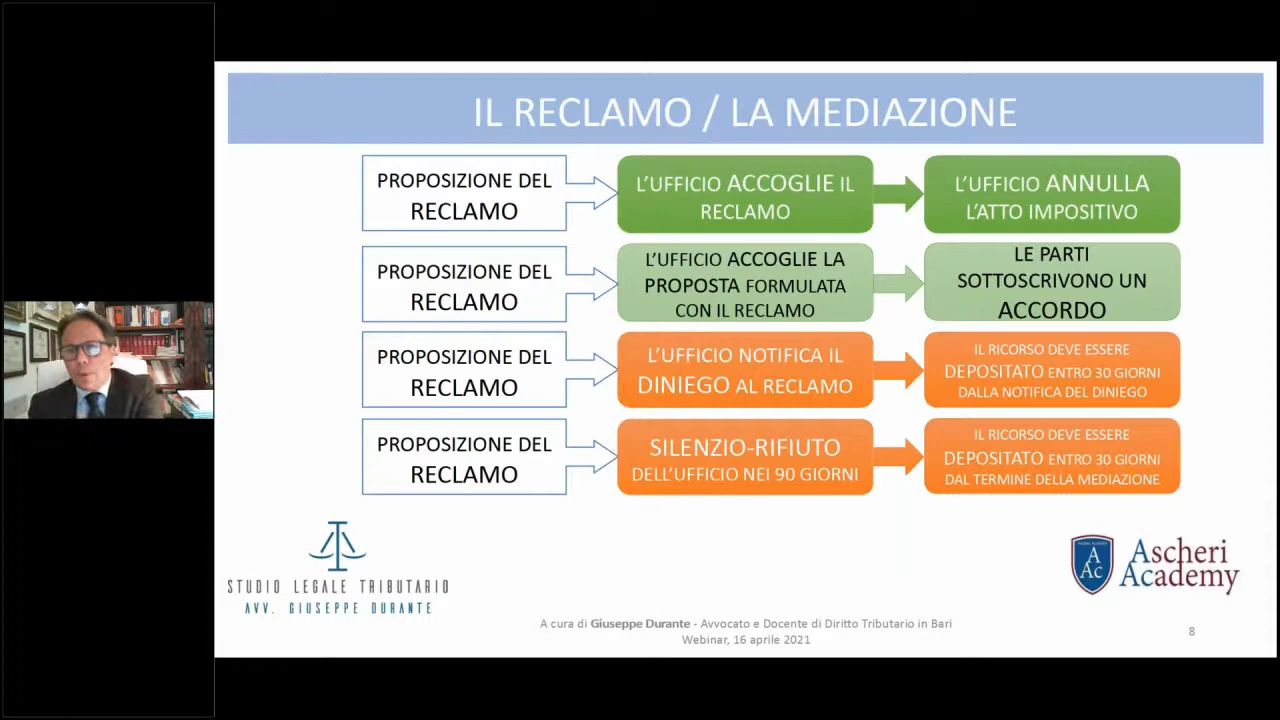 IL RECLAMO / LA MEDIAZIONE
PROPOSIZIONE DEL
RECLAMO
L'UFFICIO ACCOGLIE IL
RECLAMO
L'UFFICIO ANNULLA
L'ATTO IMPOSITIVO
PROPOSIZIONE DEL
RECLAMO
L'UFFICIO ACCOGLIE LA
PROPOSTA FORMULATA
CON IL RECLAMO
LE PARTI
SOTTOSCRIVONO UN
ACCORDO
PROPOSIZIONE DEL
RECLAMO
L'UFFICIO NOTIFICA IL
DINIEGO AL RECLAMO
IL RICORSO DEVE ESSERE
DEPOSITATO ENTRO 30 GIORNI
DALLA NOTIFICA DEL DINIEGO
PROPOSIZIONE DEL
RECLAMO
SILENZIO-RIFIUTO
DELL'UFFICIO NEI 90 GIORNI
IL RICORSO DEVE ESSERE
DEPOSITATO ENTRO 30 GIORNI
DAL TERMINE DELLA MEDIAZIONE
STUDIO LEGALE TRIBUTARIO
AVV. GIUSEPPE DURANTE
A
Ac
Ascheri
Academy
A cura di Giuseppe Durante - Avvocato e Docente di Diritto Tributario in Bari
Webinar, 16 aprile 2021
8